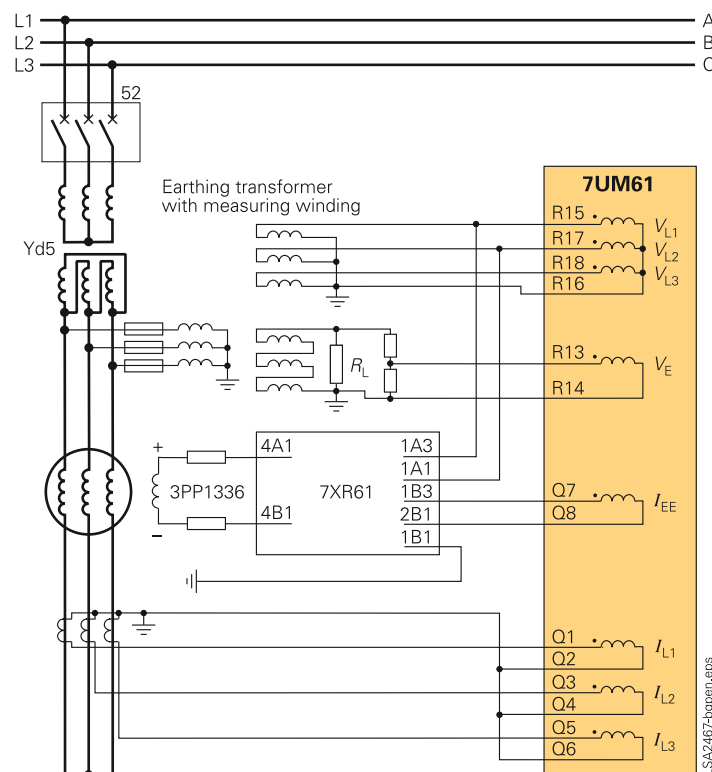 L1 A
L2 B
L3 C
52
Earthing transformer
with measuring winding
Yd5
7UM61
R15 VL1
R17 VL2
R18 VL3
R16
RL
R13 VE
R14
+
4A1 1A3
1A1
3PP1336 7XR61 1B3 Q7 IEE
4B1 2B1 Q8
– 1B1
Q1 IL1
Q2
Q3 IL2
Q4
Q5 IL3
Q6
LSA2467-bgpen.eps